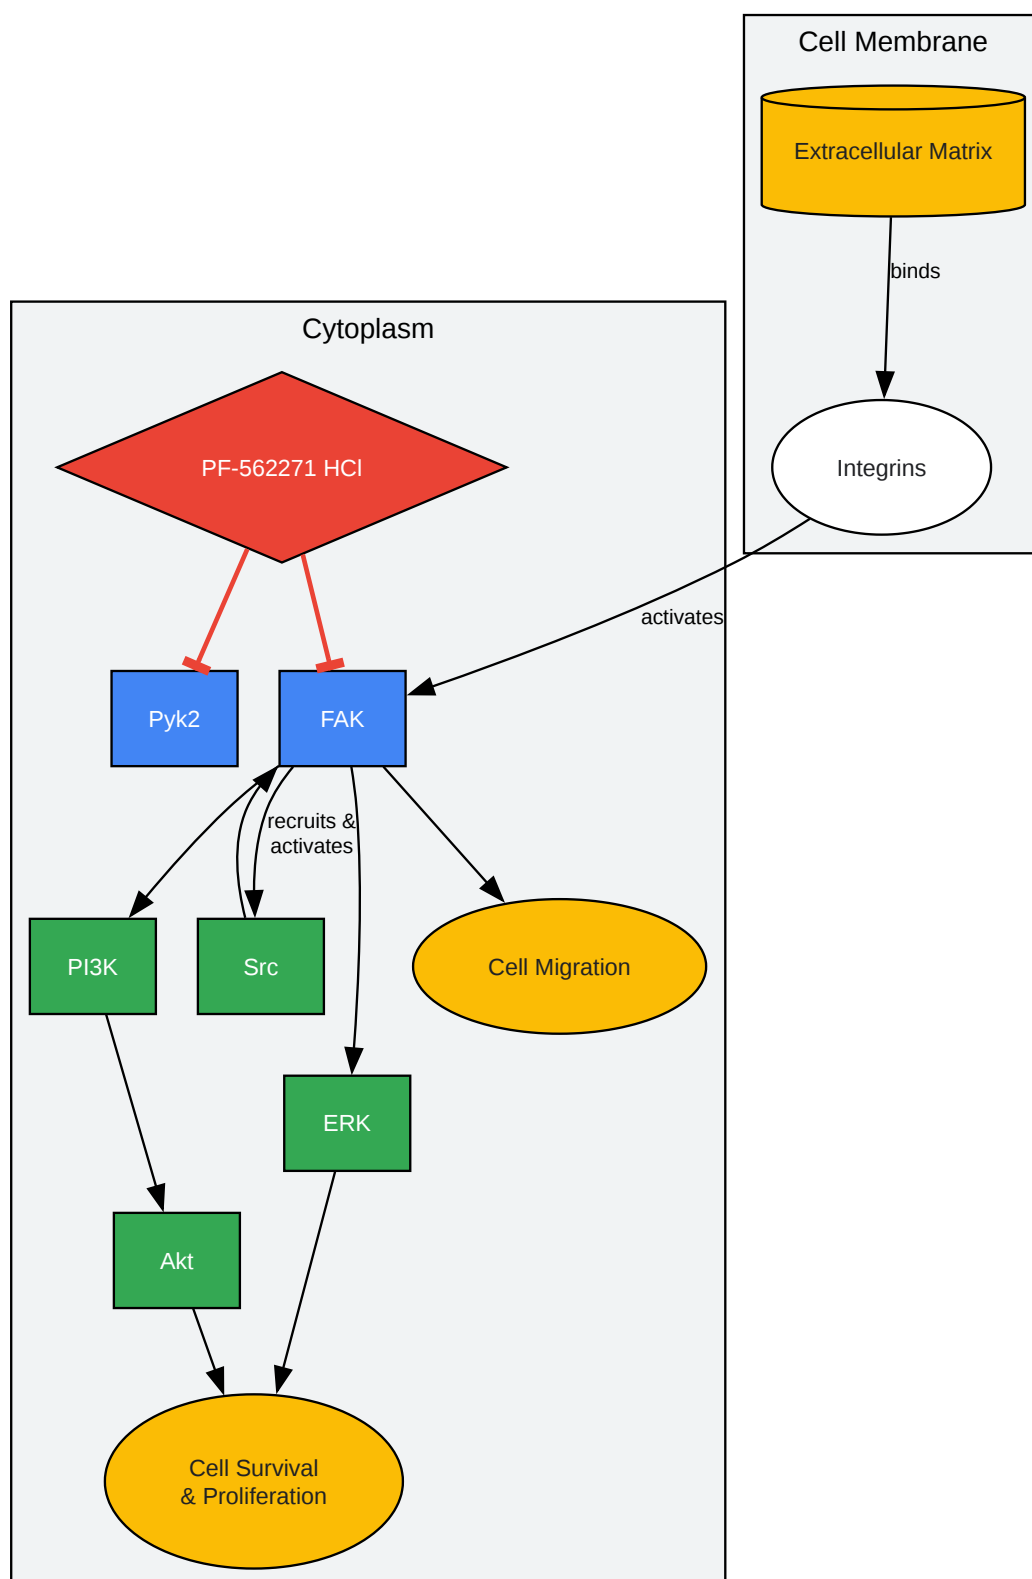 Cell Membrane
Extracellular Matrix
binds
Cytoplasm
PF-562271 HCl
Integrins
activates
Pyk2
FAK
recruits &
activates
PI3K
Src
Cell Migration
ERK
Akt
Cell Survival
& Proliferation